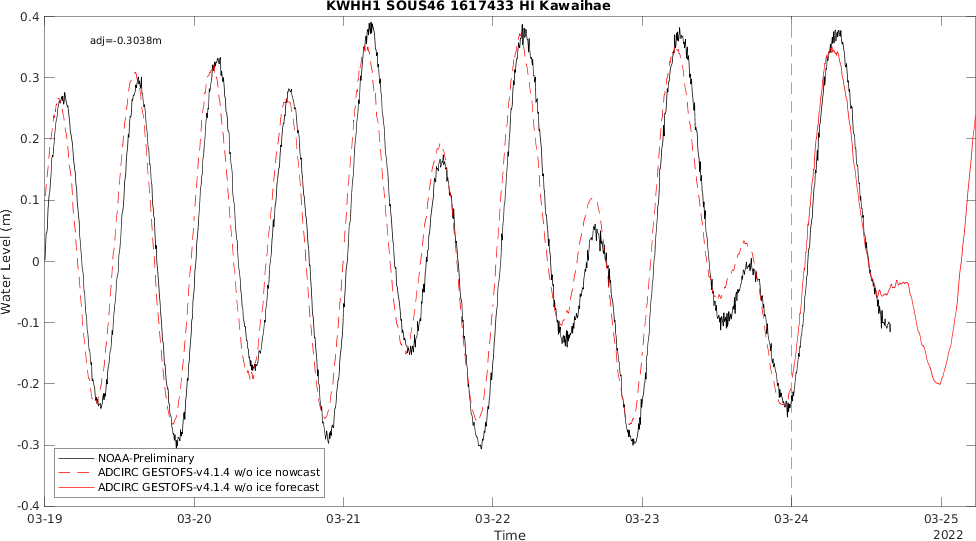 KWHH1 SOUS46 1617433 HI Kawaihae
adj=-0.3038m
Water Level (m)
0.4
0.3
0.2
0.1
0
-0.1
-0.2
-0.3
-0.4
NOAA-Preliminary
ADCIRC GESTOFS-v4.1.4 w/o ice nowcast
ADCIRC GESTOFS-v4.1.4 w/o ice forecast
03-19 03-20 03-21 03-22 03-23 03-24 03-25
Time
2022